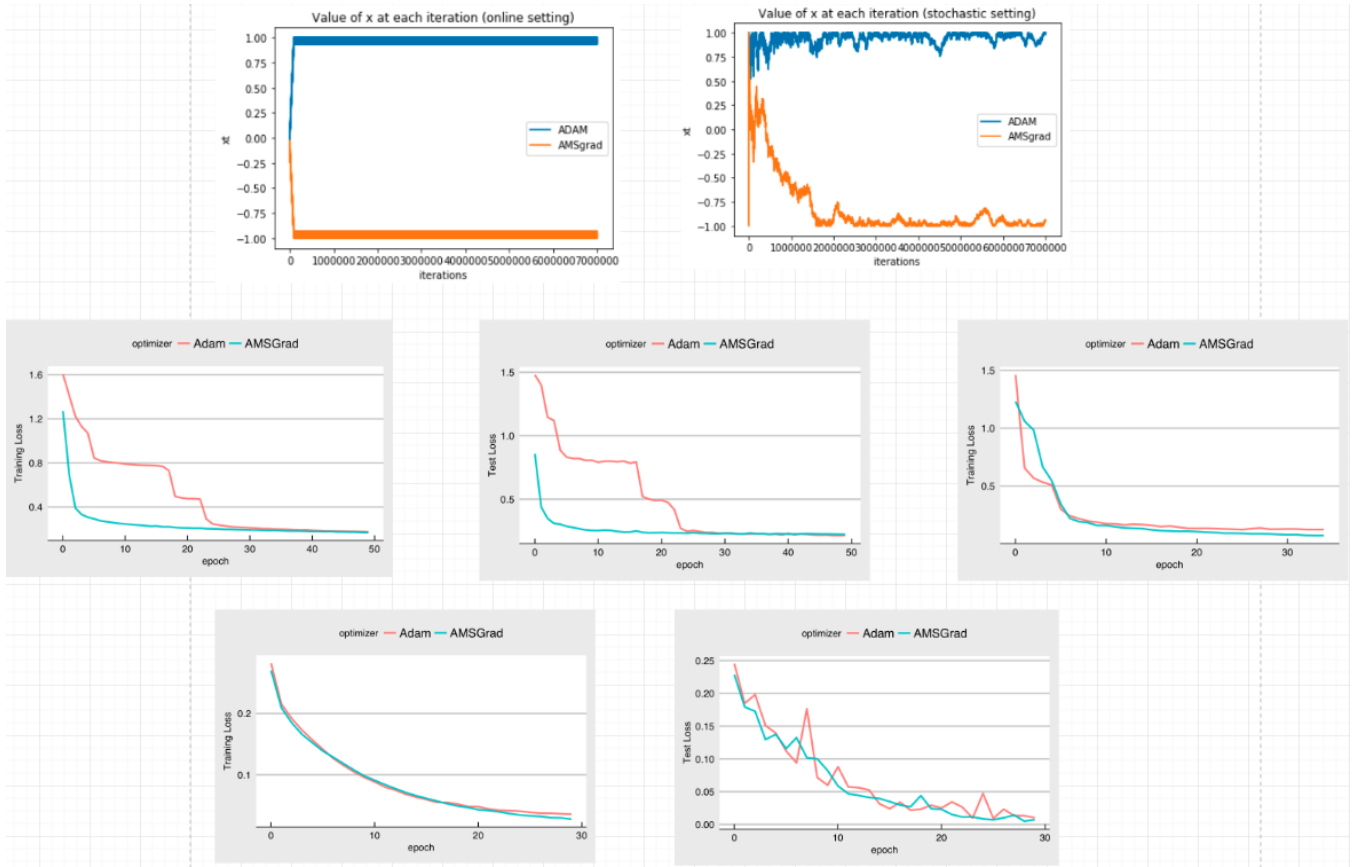 Value of x at each iteration (online setting)
1.00
0.75
0.50
0.25
0.00
−0.25
−0.50
−0.75
−1.00
xt
ADAM
AMSgrad
0 1000000 2000000 3000000 4000000 5000000 6000000 7000000
iterations
Value of x at each iteration (stochastic setting)
1.00
0.75
0.50
0.25
0.00
−0.25
−0.50
−0.75
−1.00
xt
ADAM
AMSgrad
0 1000000 2000000 3000000 4000000 5000000 6000000 7000000
iterations
optimizer Adam AMSGrad
1.6
1.2
0.8
0.4
Training Loss
0 10 20 30 40 50
epoch
optimizer Adam AMSGrad
1.5
1.0
0.5
Test Loss
0 10 20 30 40 50
epoch
optimizer Adam AMSGrad
1.5
1.0
0.5
Training Loss
0 10 20 30
epoch
optimizer Adam AMSGrad
0.2
0.1
Training Loss
0 10 20 30
epoch
optimizer Adam AMSGrad
0.25
0.20
0.15
0.10
0.05
0.00
Test Loss
0 10 20 30
epoch